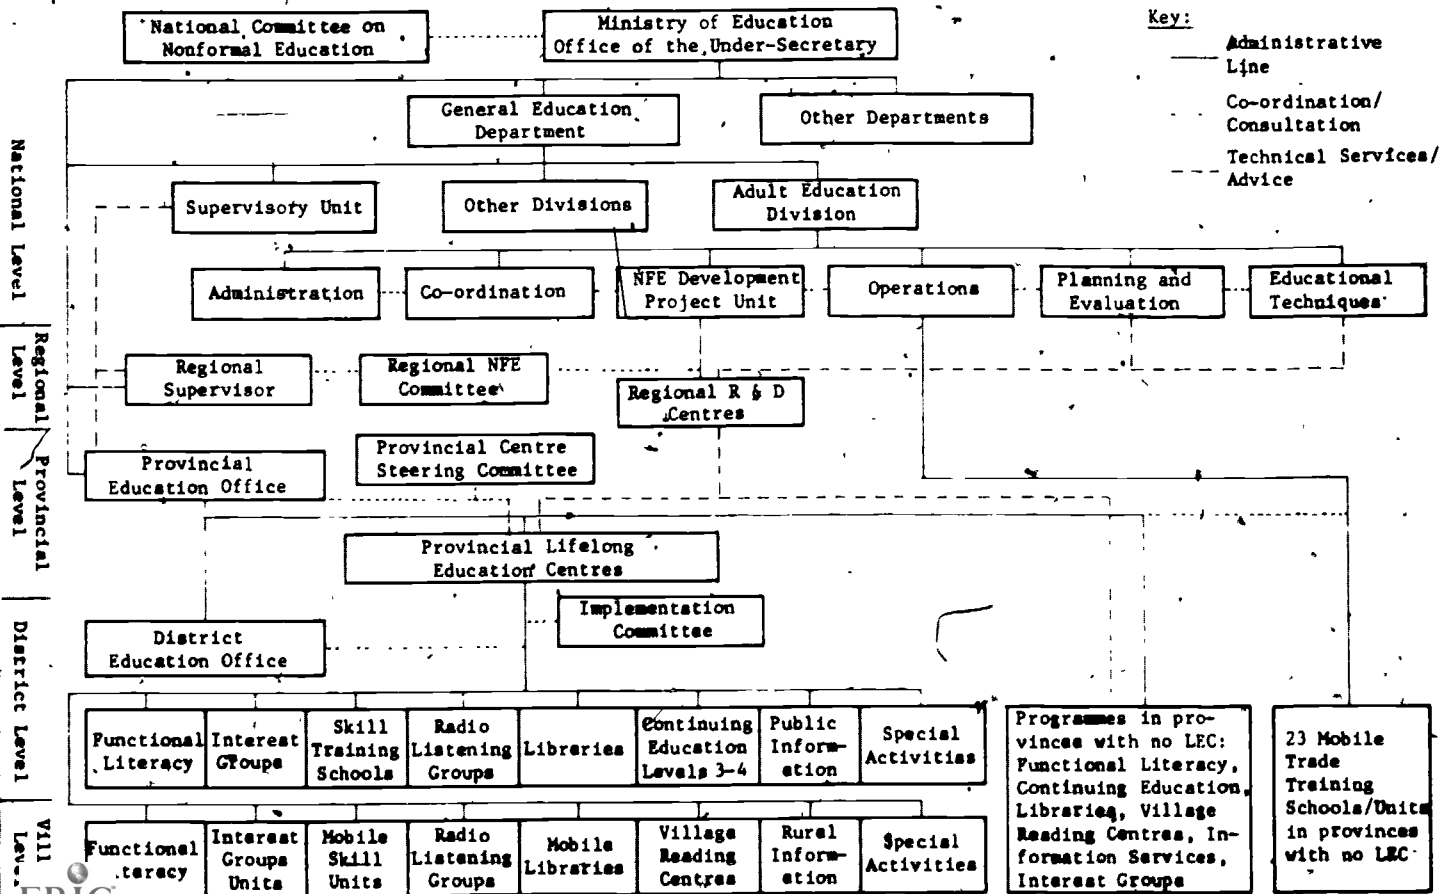 National Committee on
Nonformal Education
Ministry of Education
Office of the Under-Secretary
Key:
Administrative
Line
Co-ordination/
Consultation
Technical Services/
Advice
General Education
Department
Other Departments
National Level
Supervisory Unit
Other Divisions
Adult Education
Division
Administration
Co-ordination
NFE Development
Project Unit
Operations
Planning and
Evaluation
Educational
Techniques
Regional
Level
Regional
Supervisor
Regional NFE
Committee
Regional R & D
Centres
Provincial
Level
Provincial
Education Office
Provincial Centre
Steering Committee
Provincial Lifelong
Education Centres
District Level
District
Education Office
Implementation
Committee
Functional
Literacy
Interest
Groups
Skill
Training
Schools
Radio
Listening
Groups
Libraries
Continuing
Education
Levels 3-4
Public
Inform-
ation
Special
Activities
Programmes in pro-
vinces with no LEC:
Functional Literacy,
Continuing Education,
Libraries, Village
Reading Centres, In-
formation Services,
Interest Groups
23 Mobile
Trade
Training
Schools/Units
in provinces
with no LEC
Vill
Leve
Functional
teracy
Interest
Groups
Units
Mobile
Skill
Units
Radio
Listening
Groups
Mobile
Libraries
Village
Reading
Centres
Rural
Inform-
ation
Special
Activities
ERIC